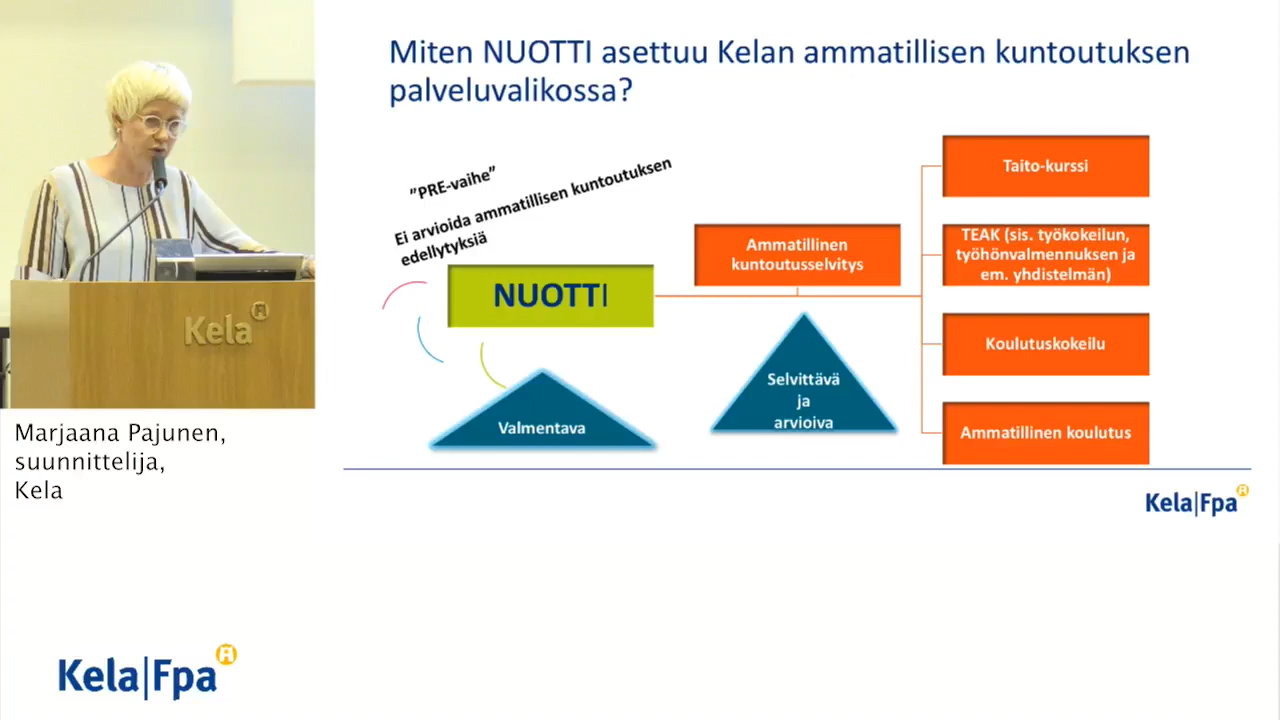 Miten NUOTTI asettuu Kelan ammatillisen kuntoutuksen
palveluvalikossa?
”PRE-vaihe”
Ei arvioida ammatillisen kuntoutuksen
edellytyksiä
NUOTTI
Valmentava
Ammatillinen
kuntoutusselvitys
Selvittävä
ja
arvioiva
Taito-kurssi
TEAK (sis. työkokeilun,
työhönvalmennuksen ja
em. yhdistelmän)
Koulutuskokeilu
Ammatillinen koulutus
Kela|Fpa
Kela
Marjaana Pajunen,
suunnittelija,
Kela
Kela|Fpa